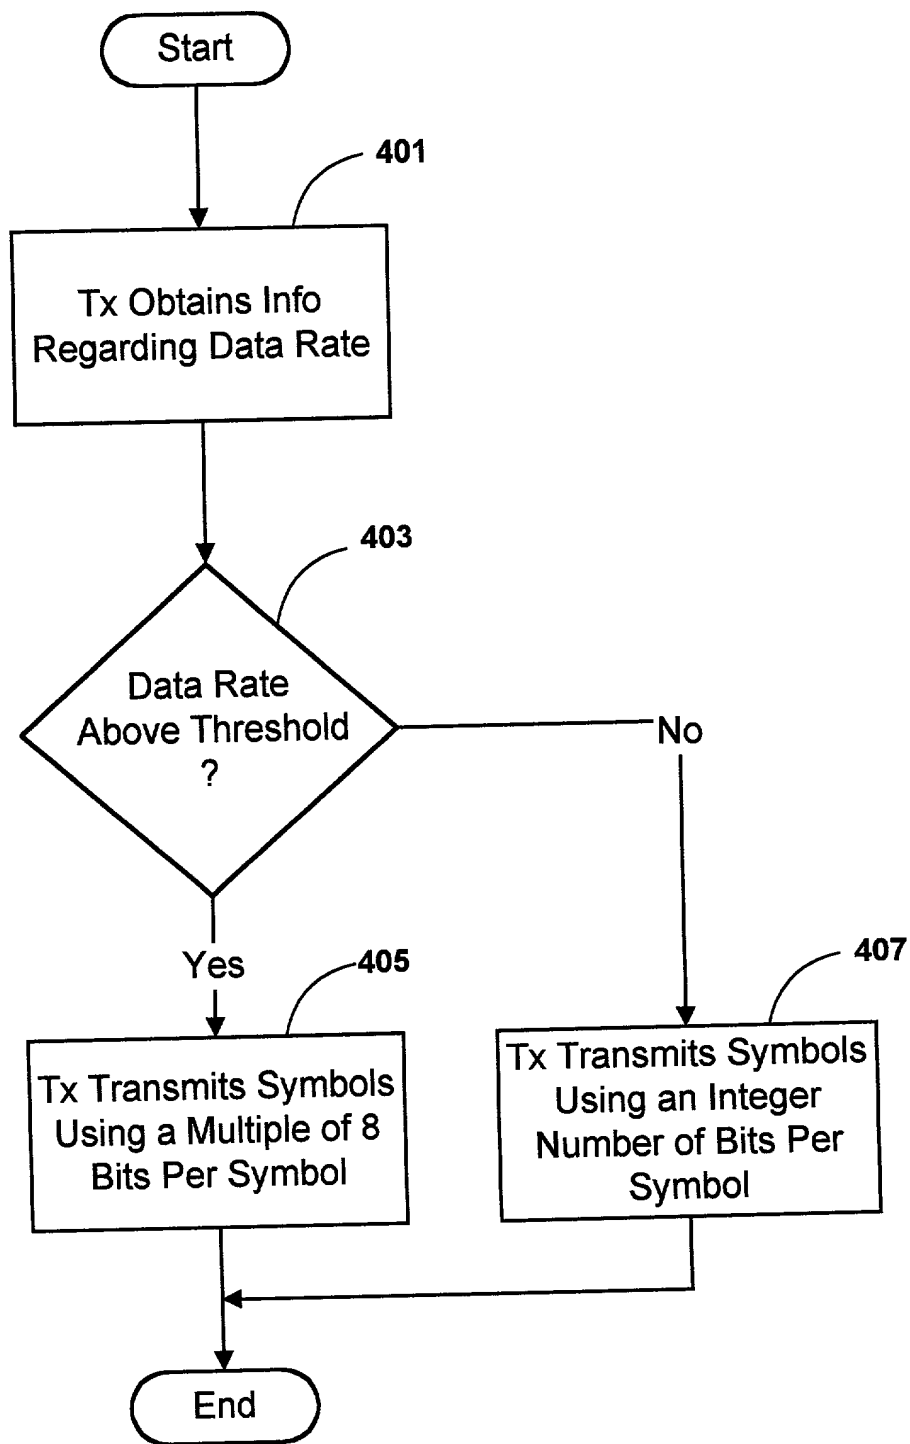 Start
401
Tx Obtains Info
Regarding Data Rate
403
Data Rate
Above Threshold
?
No
Yes
405
Tx Transmits Symbols
Using a Multiple of 8
Bits Per Symbol
407
Tx Transmits Symbols
Using an Integer
Number of Bits Per
Symbol
End